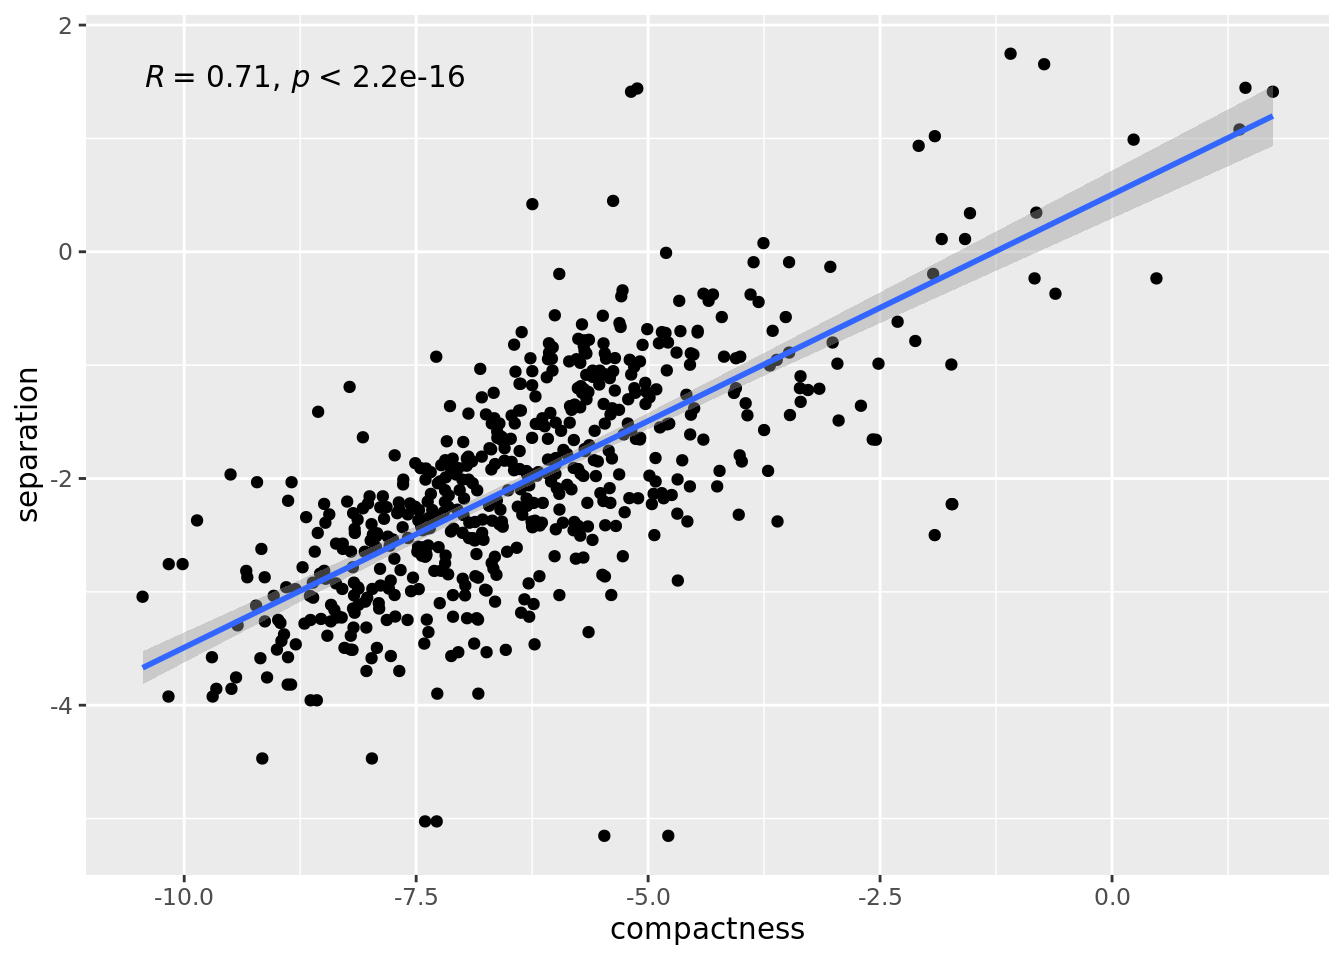 R = 0.71, p < 2.2e-16
2
0
-2
-4
separation
-10.0 -7.5 -5.0 -2.5 0.0
compactness